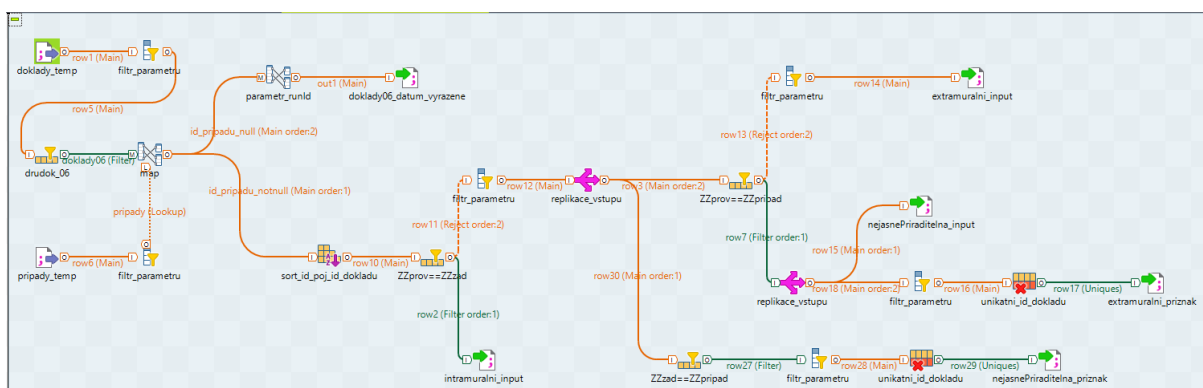 doklady_temp
row1 (Main)
filtr_parametru
row5 (Main)
parametr_runId
out1 (Main)
doklady06_datum_vyrazene
id_pripadu_null (Main order:2)
drudok_06
doklady06 (Filter)
map
id_pripadu_notnull (Main order:1)
pripady (Lookup)
pripady_temp
row6 (Main)
filtr_parametru
sort_id_poj_id_dokladu
row10 (Main)
ZZprov==ZZzad
row11 (Reject order:2)
row2 (Filter order:1)
intramuralni_input
filtr_parametru
row12 (Main)
replikace_vstupu
row3 (Main order:2)
ZZprov==ZZpripad
row13 (Reject order:2)
filtr_parametru
row14 (Main)
extramuralni_input
row7 (Filter order:1)
nejasnePriraditelna_input
row15 (Main order:1)
replikace_vstupu
row18 (Main order:2)
filtr_parametru
row16 (Main)
unikatni_id_dokladu
row17 (Uniques)
extramuralni_priznak
row30 (Main order:1)
ZZzad==ZZpripad
row27 (Filter)
filtr_parametru
row28 (Main)
unikatni_id_dokladu
row29 (Uniques)
nejasnePriraditelna_priznak